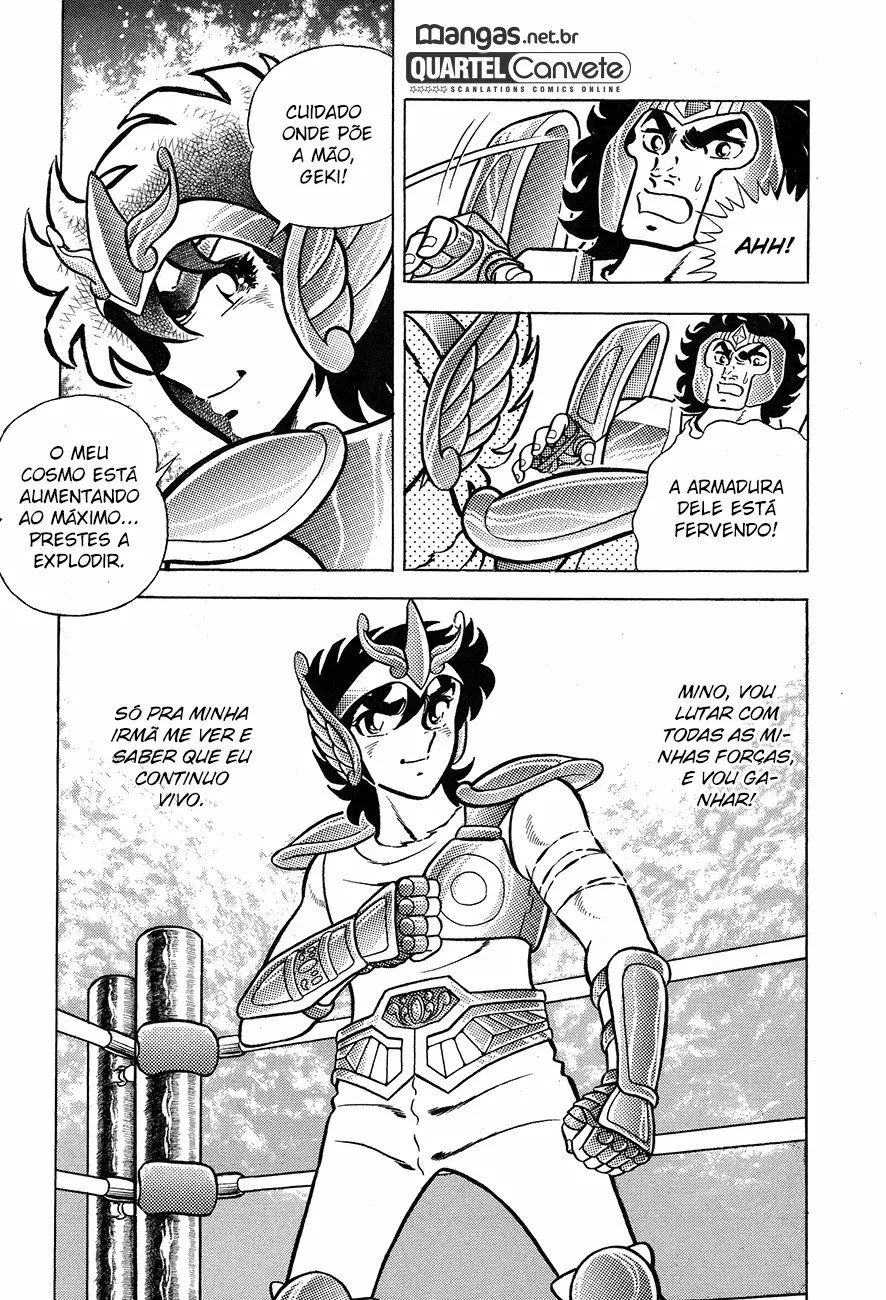 mangas.net.br
QUARTEL Canvete
SCANLATIONS COMICS ONLINE
AHH!
CUIDADO
ONDE PÕE
A MÃO,
GEKI!
A ARMADURA
DELE ESTÁ
FERVENDO!
O MEU
COSMO ESTÁ
AUMENTANDO
AO MÁXIMO...
PRESTES A
EXPLODIR.
MINO, VOU
LUTAR COM
TODAS AS MI-
NHAS FORÇAS,
E VOU GA-
NHAR!
SÓ PRA MINHA
IRMÃ ME VER E
SABER QUE EU
CONTINUO
VIVO.